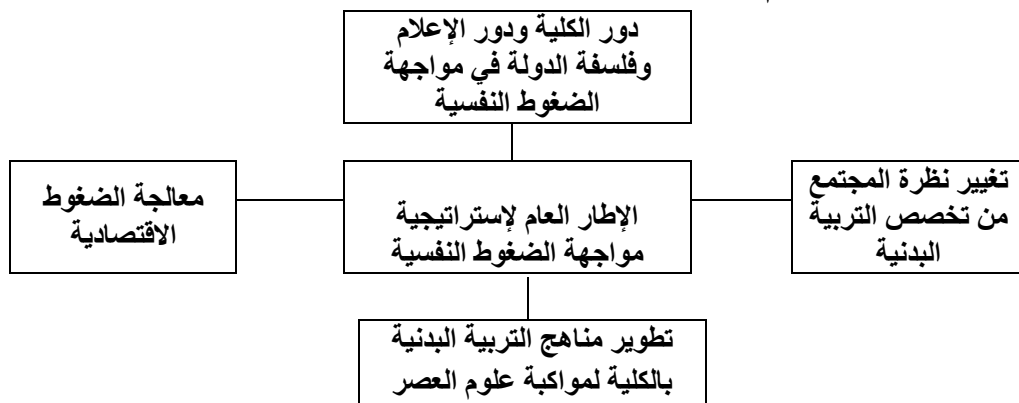 دور الكلية ودور الإعلام
وفلسفة الدولة في مواجهة
الضغوط النفسية
تغيير نظرة المجتمع
من تخصص التربية
البدنية
الإطار العام لإستراتيجية
مواجهة الضغوط النفسية
معالجة الضغوط
الاقتصادية
تطوير مناهج التربية البدنية
بالكلية لمواكبة علوم العصر